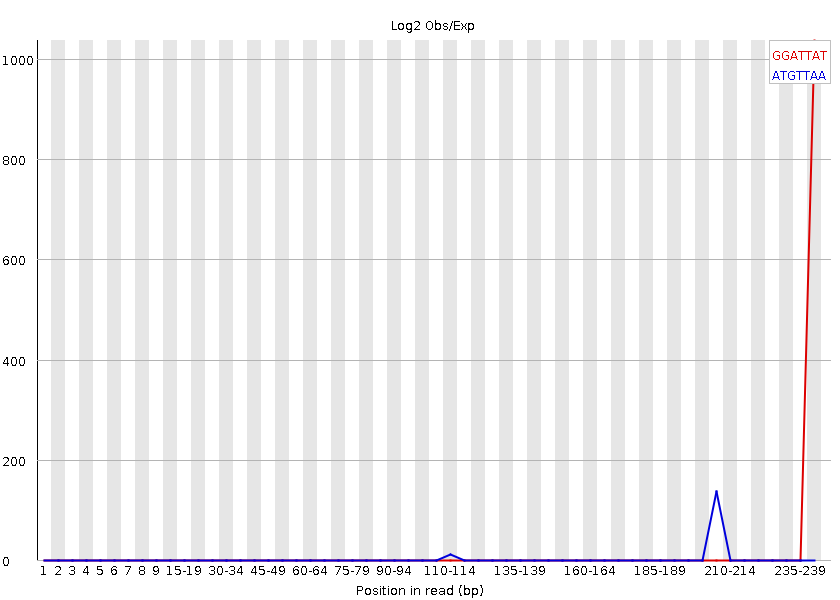 Log2 Obs/Exp
GGATTAT
ATGTTAA
1000
800
600
400
200
0
1 2 3 4 5 6 7 8 9 15-19 30-34 45-49 60-64 75-79 90-94 110-114 135-139 160-164 185-189 210-214 235-239
Position in read (bp)